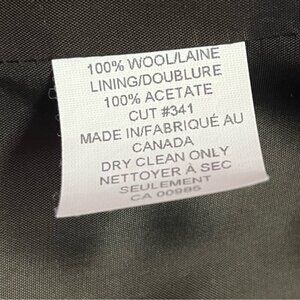 100% WOOL/LAINE
LINING/DOUBLURE
100% ACETATE
CUT #341
MADE IN/FABRIQUÉ AU
CANADA
DRY CLEAN ONLY
NETTOYER À SEC
SEULEMENT
CA 00995